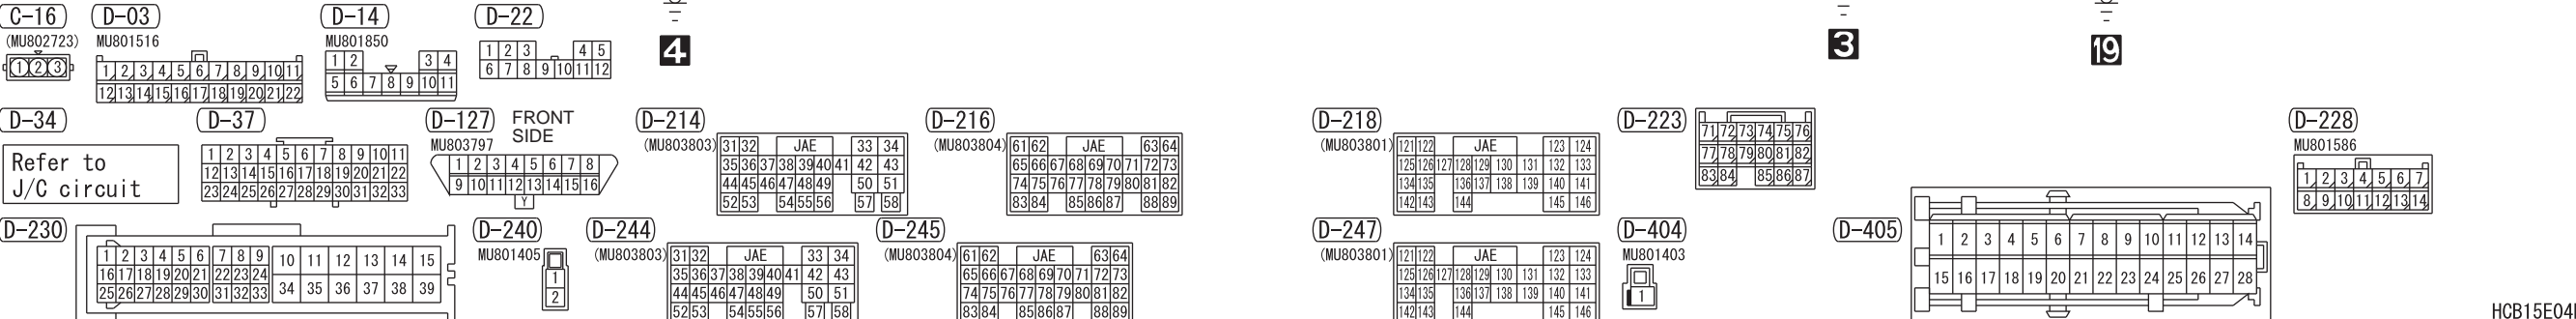 C-16 D-03 D-14 D-22
(MU802723) MU801516 MU801850
4 3 19
1 2 3
1 2 3 4 5 6 7 8 9 10 11
12 13 14 15 16 17 18 19 20 21 22
1 2 3 4
5 6 7 8 9 10 11
1 2 3 4 5
6 7 8 9 10 11 12
D-34 D-37 D-127 FRONT SIDE D-214 D-216 D-218 D-223 D-228
MU803797 (MU803803) (MU803804) (MU803801) MU801586
Refer to
J/C circuit
1 2 3 4 5 6 7 8 9 10 11
12 13 14 15 16 17 18 19 20 21 22
23 24 25 26 27 28 29 30 31 32 33
1 2 3 4 5 6 7 8
9 10 11 12 13 14 15 16
Y
31 32 JAE 33 34
35 36 37 38 39 40 41 42 43
44 45 46 47 48 49 50 51
52 53 54 55 56 57 58
61 62 JAE 63 64
65 66 67 68 69 70 71 72 73
74 75 76 77 78 79 80 81 82
83 84 85 86 87 88 89
121 122 JAE 123 124
125 126 127 128 129 130 131 132 133
134 135 136 137 138 139 140 141
142 143 144 145 146
71 72 73 74 75 76
77 78 79 80 81 82
83 84 85 86 87
1 2 3 4 5 6 7
8 9 10 11 12 13 14
D-230 D-240 D-244 D-245 D-247 D-404 D-405
MU801405 (MU803803) (MU803804) (MU803801) MU801403
1 2 3 4 5 6 7 8 9 10 11 12 13 14 15
16 17 18 19 20 21 22 23 24
25 26 27 28 29 30 31 32 33 34 35 36 37 38 39
1
2
31 32 JAE 33 34
35 36 37 38 39 40 41 42 43
44 45 46 47 48 49 50 51
52 53 54 55 56 57 58
61 62 JAE 63 64
65 66 67 68 69 70 71 72 73
74 75 76 77 78 79 80 81 82
83 84 85 86 87 88 89
121 122 JAE 123 124
125 126 127 128 129 130 131 132 133
134 135 136 137 138 139 140 141
142 143 144 145 146
1
1 2 3 4 5 6 7 8 9 10 11 12 13 14
15 16 17 18 19 20 21 22 23 24 25 26 27 28